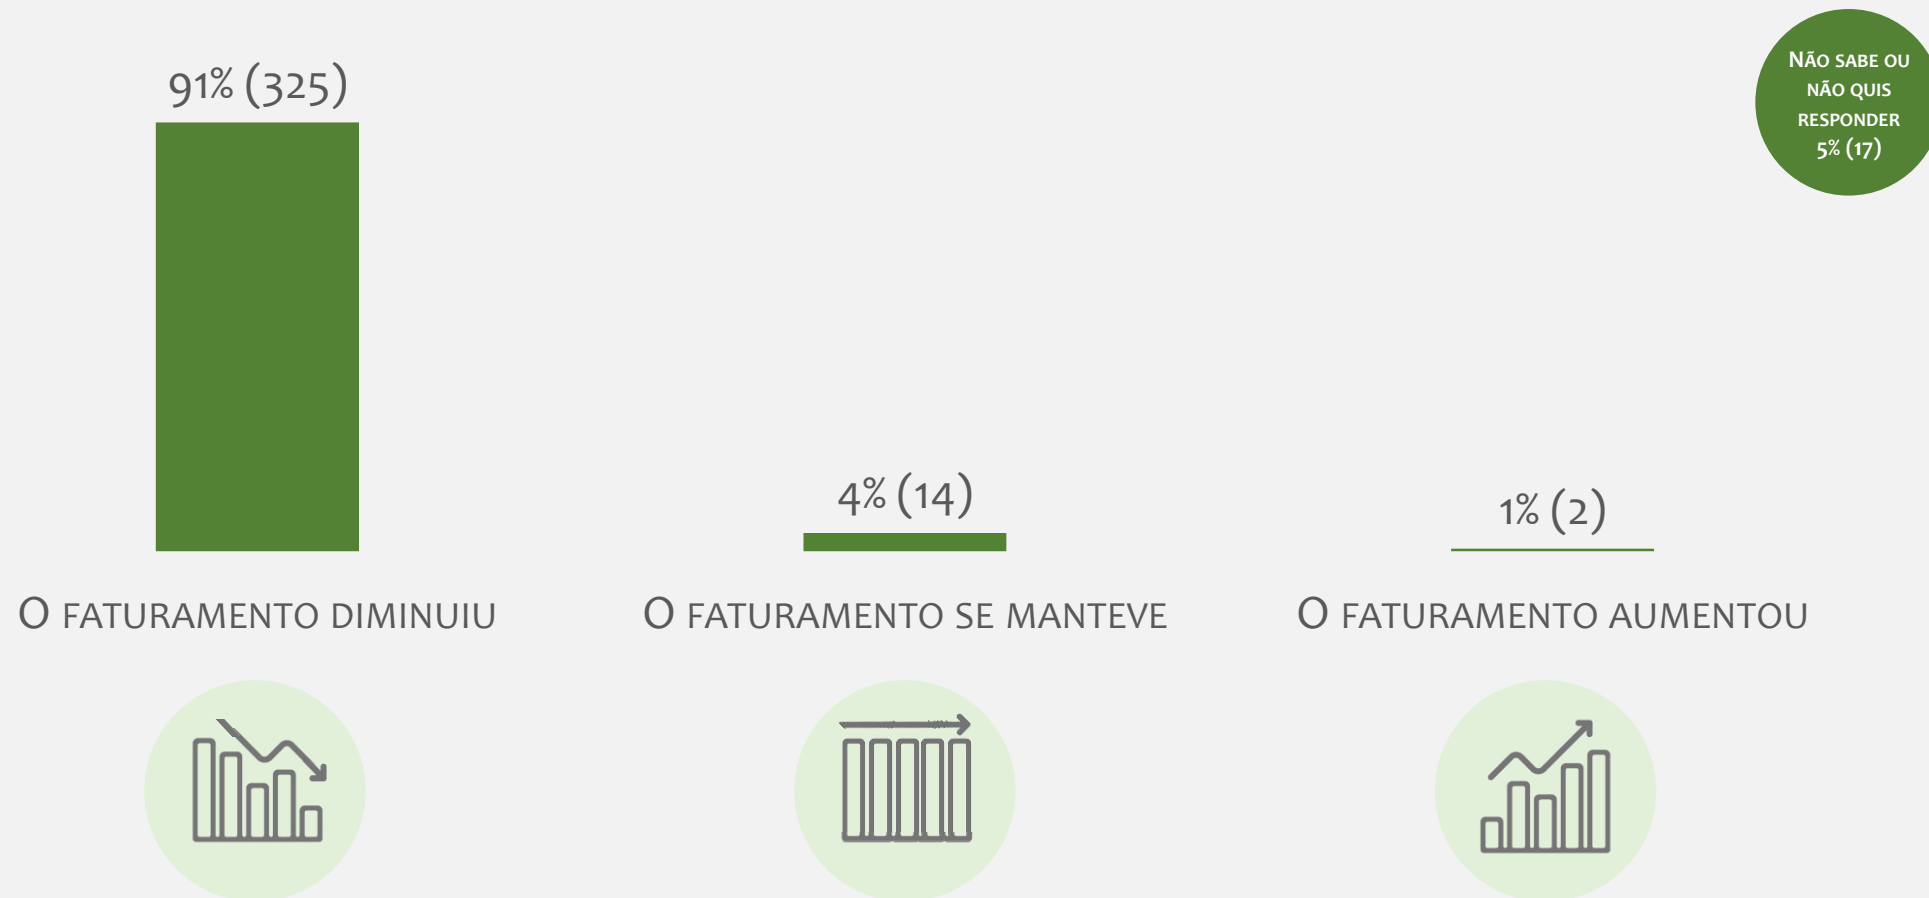 91% (325)
NÃO SABE OU
NÃO QUIS
RESPONDER
5% (17)
4% (14)
1% (2)
O FATURAMENTO DIMINUIU
O FATURAMENTO SE MANTEVE
O FATURAMENTO AUMENTOU